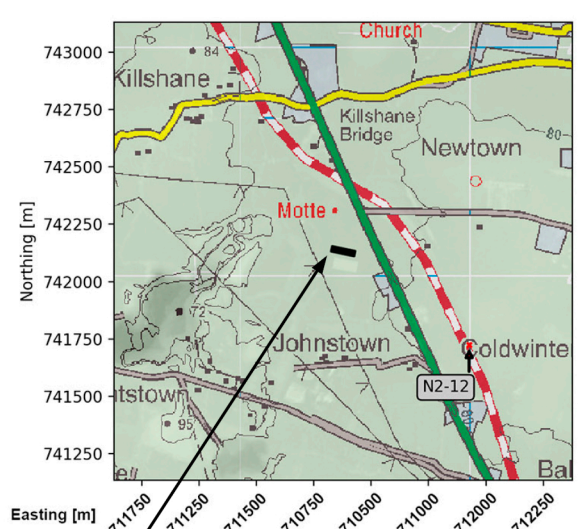 743000
742750
742500
742250
742000
741750
741500
741250
Northing [m]
Church
84
Killshane
Killshane
Bridge
80
Newtown
Motte
72
Johnstown
Coldwinte
N2-12
ntstown
95
Bal
Easting [m]
711750
711250
711500
710750
710500
711000
712000
712250